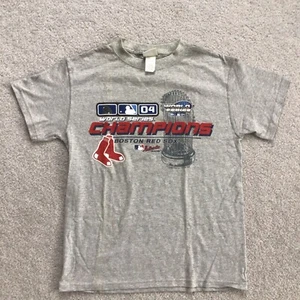 04
WORLD
SERIES
World Series
CHAMPIONS
BOSTON RED SOX